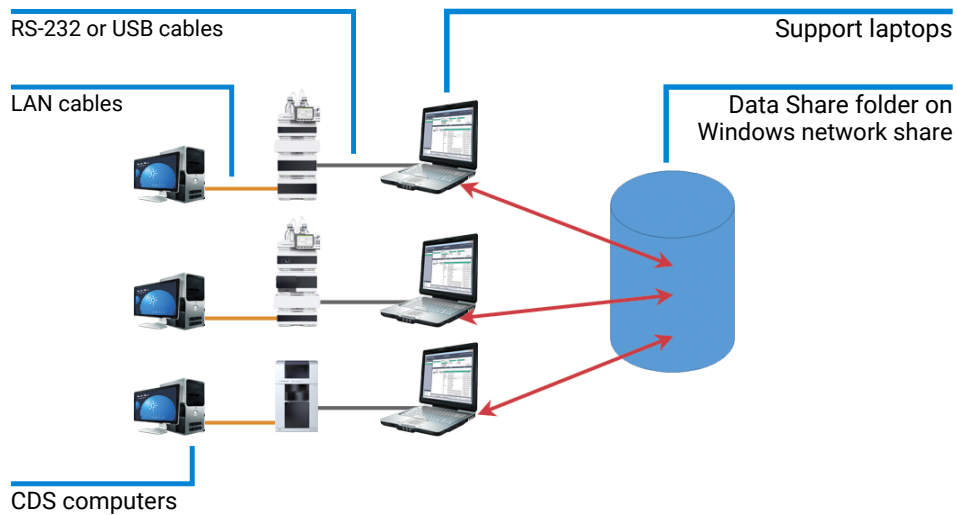 RS-232 or USB cables
Support laptops
LAN cables
Data Share folder on
Windows network share
CDS computers